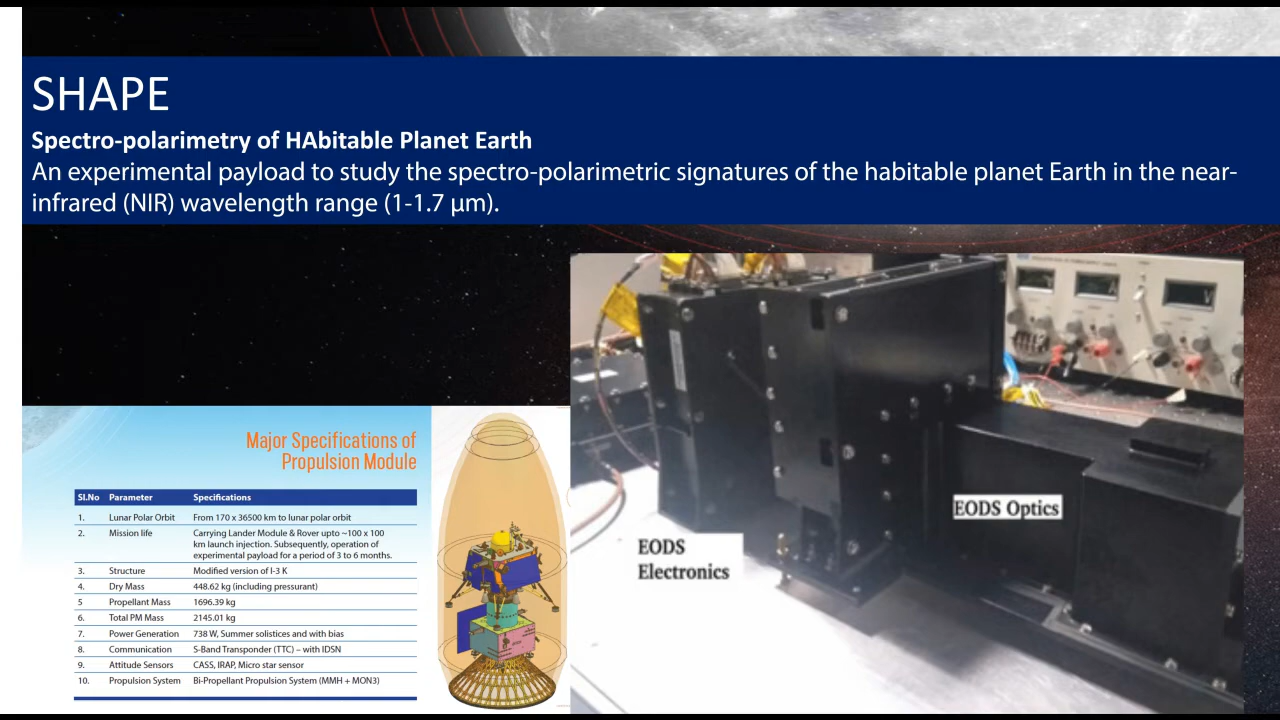 SHAPE
Spectro-polarimetry of HAbitable Planet Earth
An experimental payload to study the spectro-polarimetric signatures of the habitable planet Earth in the near-
infrared (NIR) wavelength range (1-1.7 µm).
Major Specifications of
Propulsion Module
Sl.No Parameter Specifications
1. Lunar Polar Orbit From 170 x 36500 km to lunar polar orbit
2. Mission life Carrying Lander Module & Rover upto ~100 x 100
km launch injection. Subsequently, operation of
experimental payload for a period of 3 to 6 months.
3. Structure Modified version of I-3 K
4. Dry Mass 448.62 kg (including pressurant)
5 Propellant Mass 1696.39 kg
6. Total PM Mass 2145.01 kg
7. Power Generation 738 W, Summer solistices and with bias
8. Communication S-Band Transponder (TTC) – with IDSN
9. Attitude Sensors CASS, IRAP, Micro star sensor
10. Propulsion System Bi-Propellant Propulsion System (MMH + MON3)
EODS Optics
EODS
Electronics